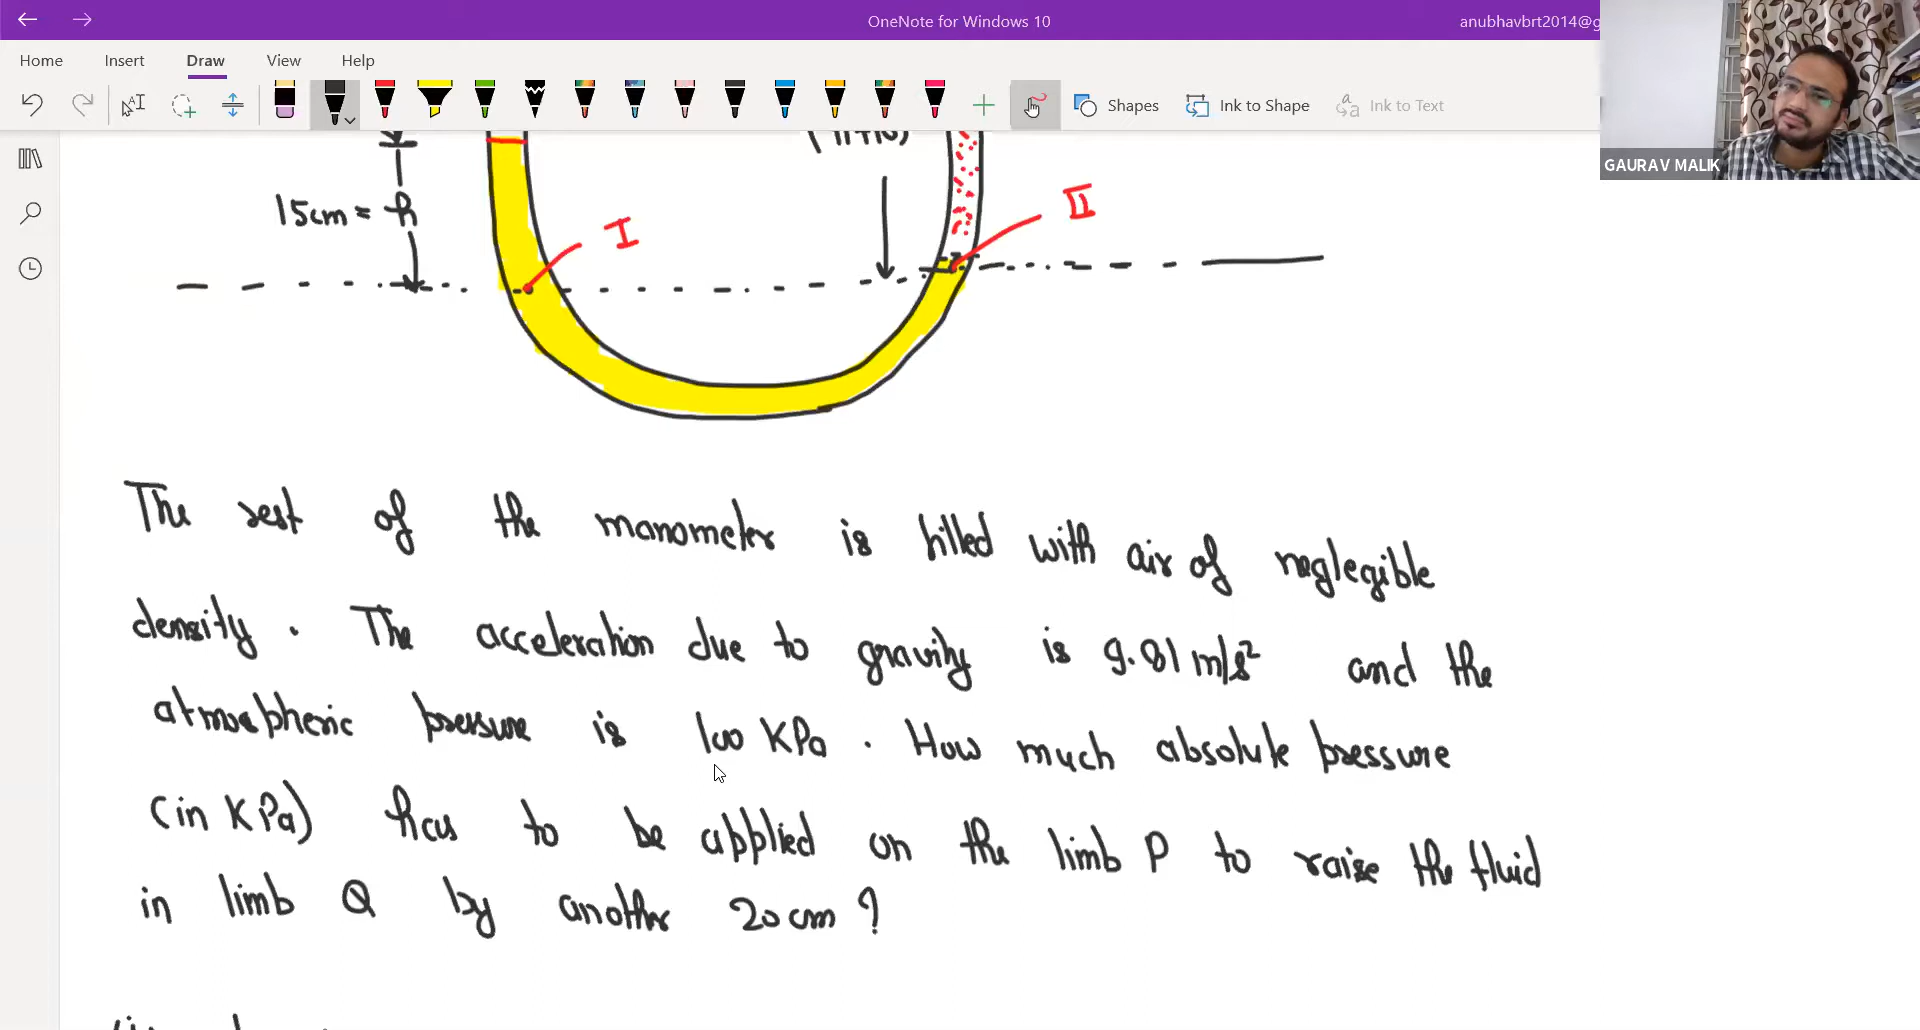 OneNote for Windows 10
anubhavbrt2014@g
Home Insert Draw View Help
Shapes Ink to Shape Ink to Text
GAURAV MALIK
15cm = h
I
II
The rest of the manometer is filled with air of neglegible
density. The acceleration due to gravity is 9.81 m/s²  and the
atmospheric pressure is 100 KPa. How much absolute pressure
(in KPa) has to be applied on the limb P to raise the fluid
in limb Q by another 20cm?